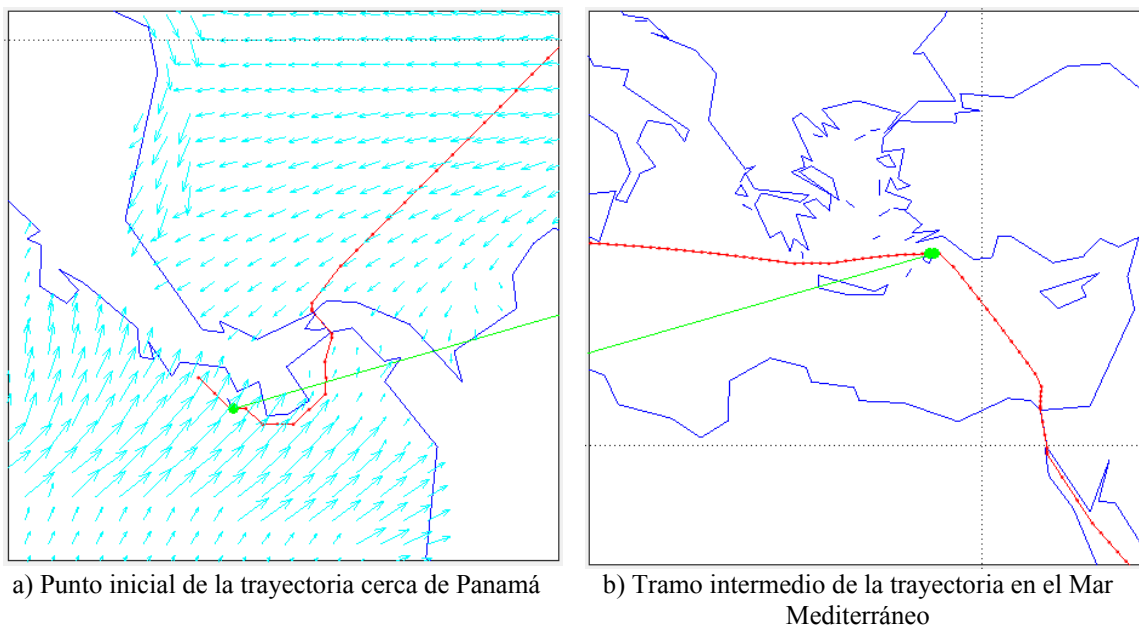 a) Punto inicial de la trayectoria cerca de Panamá
b) Tramo intermedio de la trayectoria en el Mar
Mediterráneo